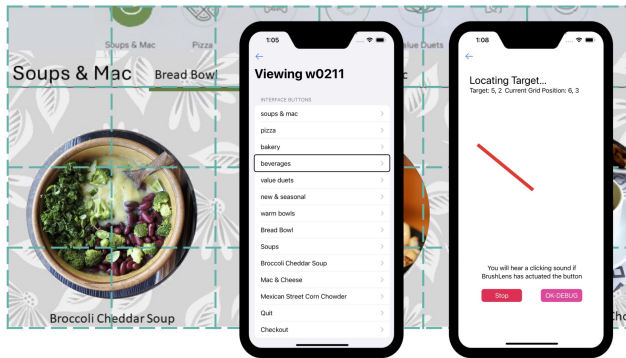 Soups & Mac
Pizza
alue Duets
Soups & Mac
Bread Bowl
c
Broccoli Cheddar Soup
1:05
Viewing w0211
INTERFACE BUTTONS
soups & mac
pizza
bakery
beverages
value duets
new & seasonal
warm bowls
Bread Bowl
Soups
Broccoli Cheddar Soup
Mac & Cheese
Mexican Street Corn Chowder
Quit
Checkout
1:08
Locating Target...
Target: 5, 2 Current Grid Position: 6, 3
You will hear a clicking sound if
BrushLens has actuated the button
Stop
OK-DEBUG
Cho